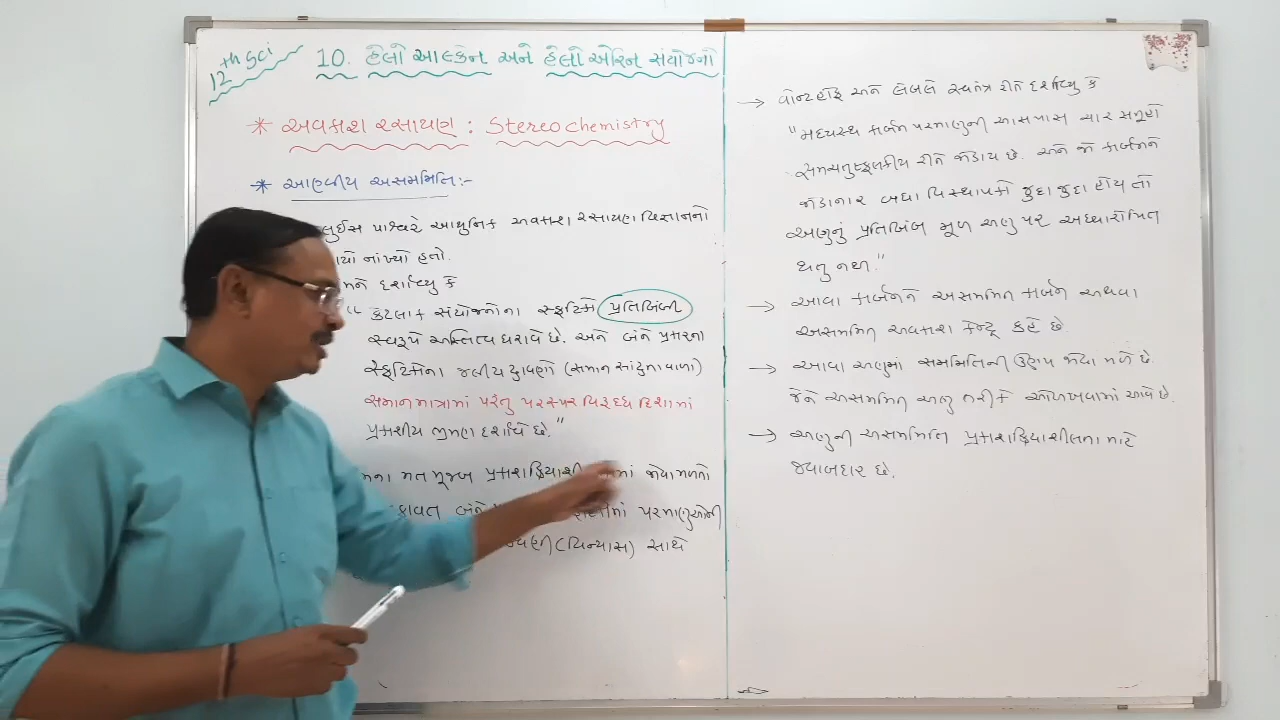 12th Sci
10. હેલો આલ્કેન અને હેલો એરિન સંયોજનો
* અવકાશ રસાયણ : Stereochemistry
* આણ્વીય અસમમિતિ:-
લુઈસ પાશ્ચરે આધુનિક અવકાશ રસાયણ વિજ્ઞાનનો
નાંખ્યો હતો.
દર્શાવ્યુ કે
“ કેટલાક સંયોજનોના સ્ફટિકો પ્રતિબિંબી
સ્વરૂપે અસ્તિત્વ ધરાવે છે. અને બંને પ્રકારના
સ્ફટિકોના જલીય દ્રાવણો (સમાન સાંદ્રતાવાળા)
સમાન માત્રામાં પરંતુ પરસ્પર વિરૂધ્ધ દિશામાં
પ્રકાશીય ભ્રમણ દર્શાવે છે.”
મત મૂજબ જોવા મળતો
બંને પરમાણુઓની
(વિન્યાસ) સાથે
→ વોન્ટહોફ અને લેબલે સ્વતંત્ર રીતે દર્શાવ્યુ કે
“મધ્યસ્થ કાર્બન પરમાણુની આસપાસ ચાર સમૂહો
સમચતુષ્ફલકીય રીતે જોડાય છે. અને જો કાર્બનને
જોડાનાર બધા વિસ્થાપકો જુદા જુદા હોય તો
અણુનું પ્રતિબિંબ મૂળ અણુ પર અધ્યારોપિત
થતુ નથી.”
→ આવા કાર્બનને અસમમિત કાર્બન અથવા
અસમમિત અવકાશ કેન્દ્ર કહે છે.
→ આવા અણુમાં સમમિતિની ઉણપ જોવા મળે છે.
જેને અસમમિત અણુ તરીકે ઓળખવામાં આવે છે.
→ અણુની અસમમિતિ પ્રકાશક્રિયાશીલતા માટે
જવાબદાર છે.